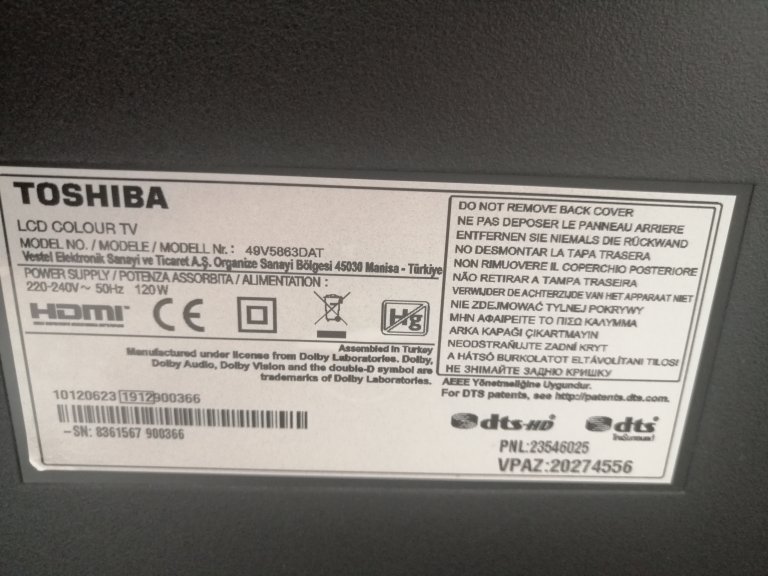 TOSHIBA
LCD COLOUR TV
MODEL NO. / MODELE / MODELL Nr. : 49V5863DAT
Vestel Elektronik Sanayi ve Ticaret A.Ş. Organize Sanayi Bölgesi 45030 Manisa - Türkiye
POWER SUPPLY / POTENZA ASSORBITA / ALIMENTATION :
220-240V~ 50Hz 120W
HDMI
CE
Hg
Assembled in Turkey
Manufactured under license from Dolby Laboratories. Dolby,
Dolby Audio, Dolby Vision and the double-D symbol are
trademarks of Dolby Laboratories.
10120623 1912 900366
-SN: 8361567 900366
DO NOT REMOVE BACK COVER
NE PAS DEPOSER LE PANNEAU ARRIERE
ENTFERNEN SIE NIEMALS DIE RÜCKWAND
NO DESMONTAR LA TAPA TRASERA
NON RIMUOVERE IL COPERCHIO POSTERIORE
NÃO RETIRAR A TAMPA TRASEIRA
VERWIJDER DE ACHTERZIJDE VAN HET APPARAAT NIET
NIE ZDEJMOWAĆ TYLNEJ POKRYWY
ΜΗΝ ΑΦΑΙΡΕΙΤΕ ΤΟ ΠΙΣΩ ΚΑΛΥΜΜΑ
ARKA KAPAĞI ÇIKARTMAYIN
NEODSTRAŇUJTE ZADNÍ KRYT
A HÁTSÓ BURKOLATOT ELTÁVOLÍTANI TILOS!
НЕ СНИМАЙТЕ ЗАДНЮЮ КРИШКУ
AEEE Yönetmeliğine Uygundur.
For DTS patents, see http://patents.dts.com.
dts-HD
dts
TruSurround
PNL:23546025
VPAZ:20274556